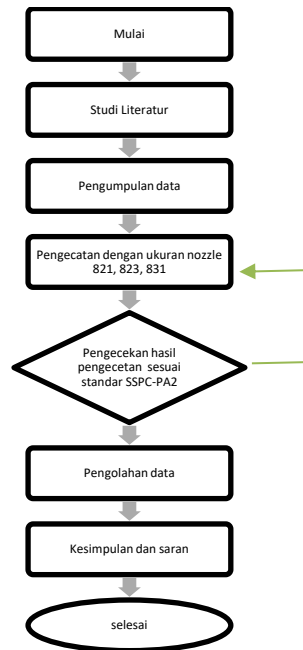 Mulai
Studi Literatur
Pengumpulan data
Pengecatan dengan ukuran nozzle
821, 823, 831
Pengecekan hasil
pengecetan sesuai
standar SSPC-PA2
Pengolahan data
Kesimpulan dan saran
selesai